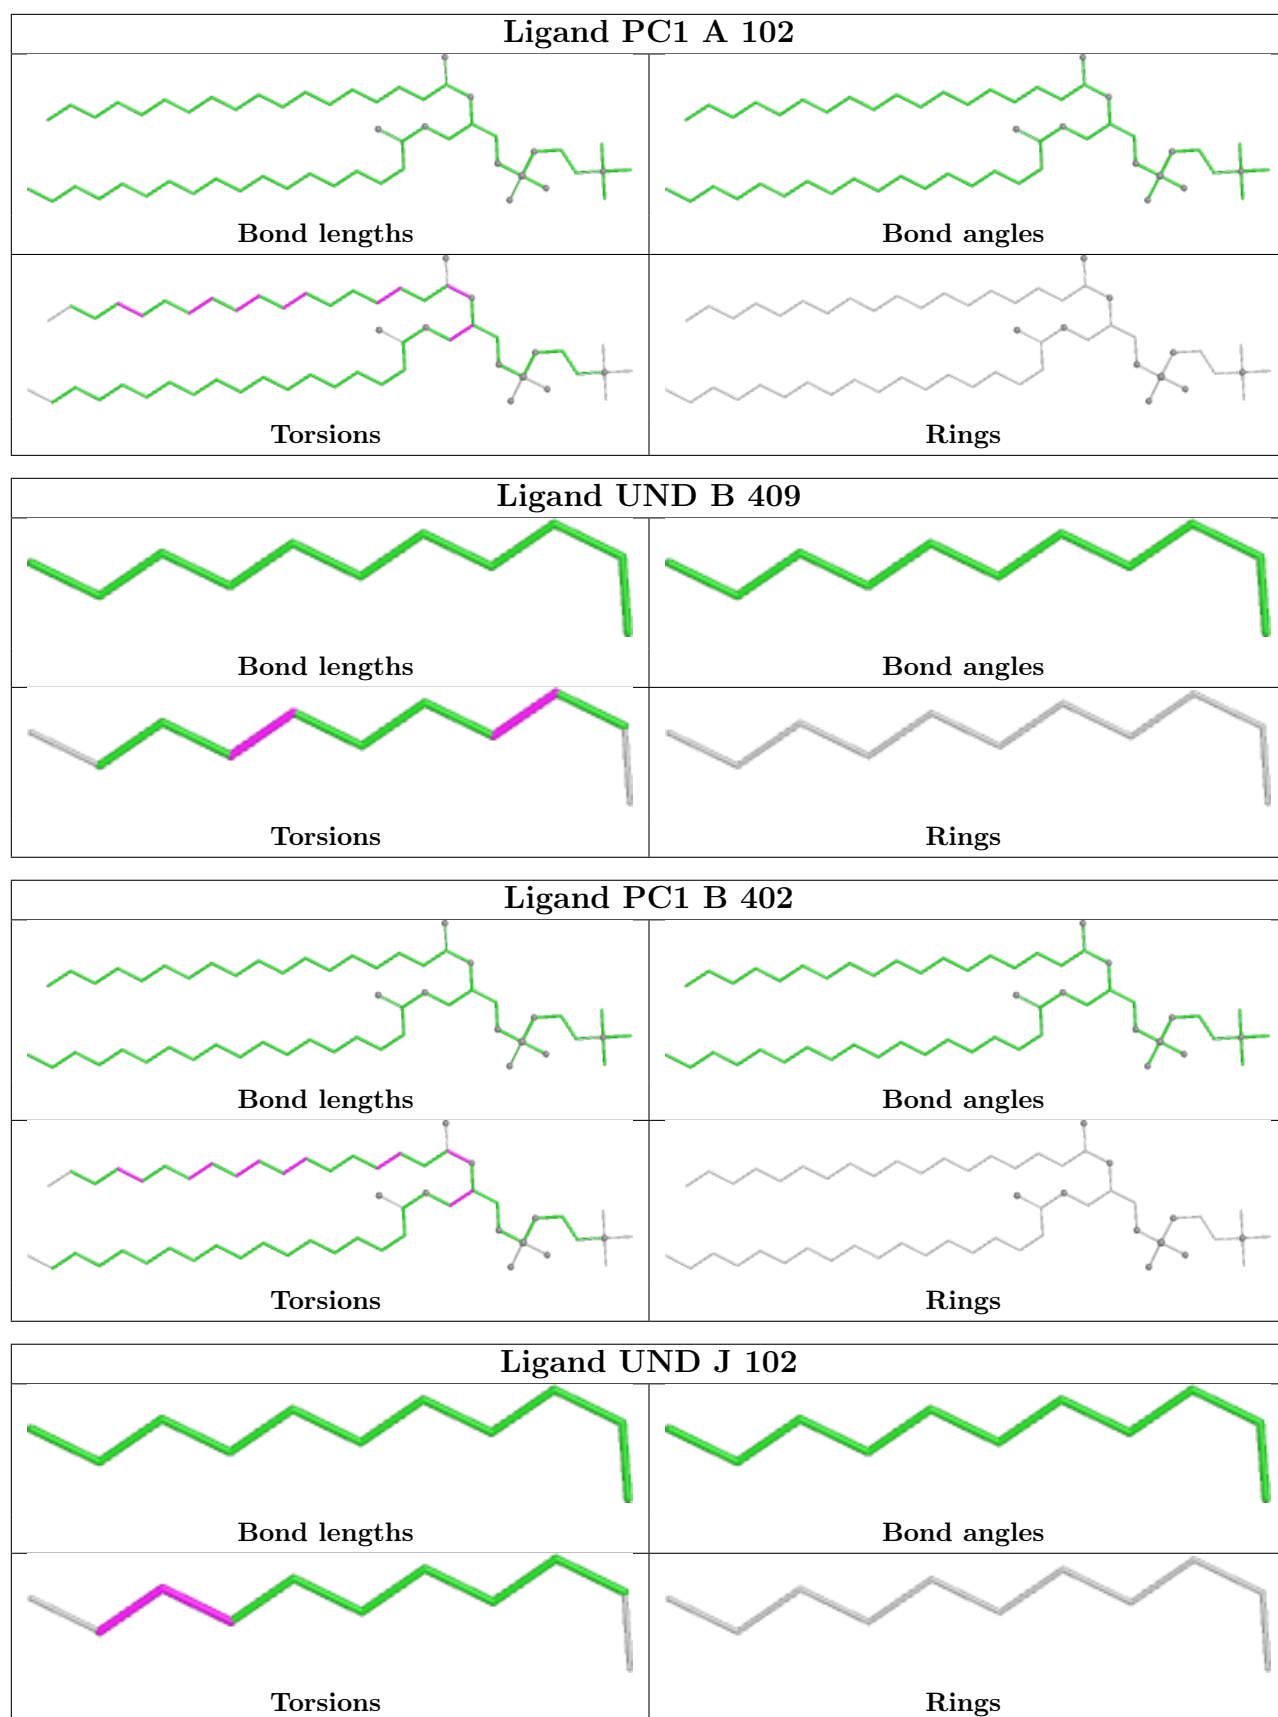 Ligand PC1 A 102
Bond lengths
Bond angles
Torsions
Rings
Ligand UND B 409
Bond lengths
Bond angles
Torsions
Rings
Ligand PC1 B 402
Bond lengths
Bond angles
Torsions
Rings
Ligand UND J 102
Bond lengths
Bond angles
Torsions
Rings